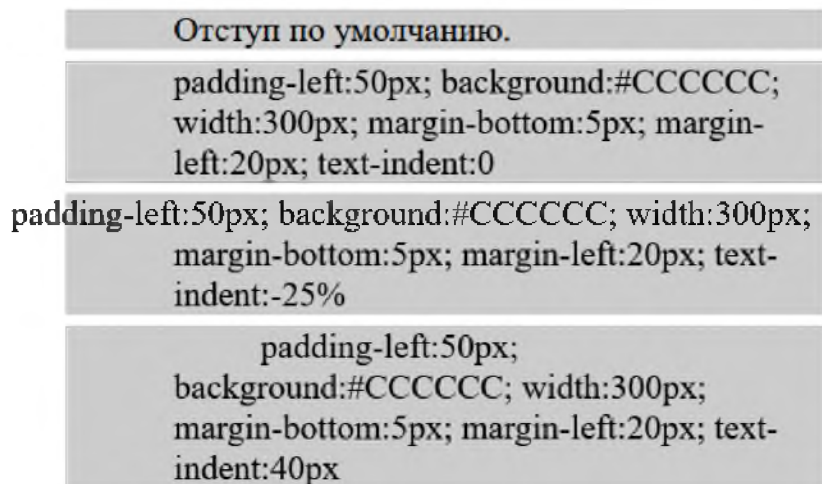 Отступ по умолчанию.
padding-left:50px; background:#CCCCCC;
width:300px; margin-bottom:5px; margin-
left:20px; text-indent:0
padding-left:50px; background:#CCCCCC; width:300px;
margin-bottom:5px; margin-left:20px; text-
indent:-25%
padding-left:50px;
background:#CCCCCC; width:300px;
margin-bottom:5px; margin-left:20px; text-
indent:40px